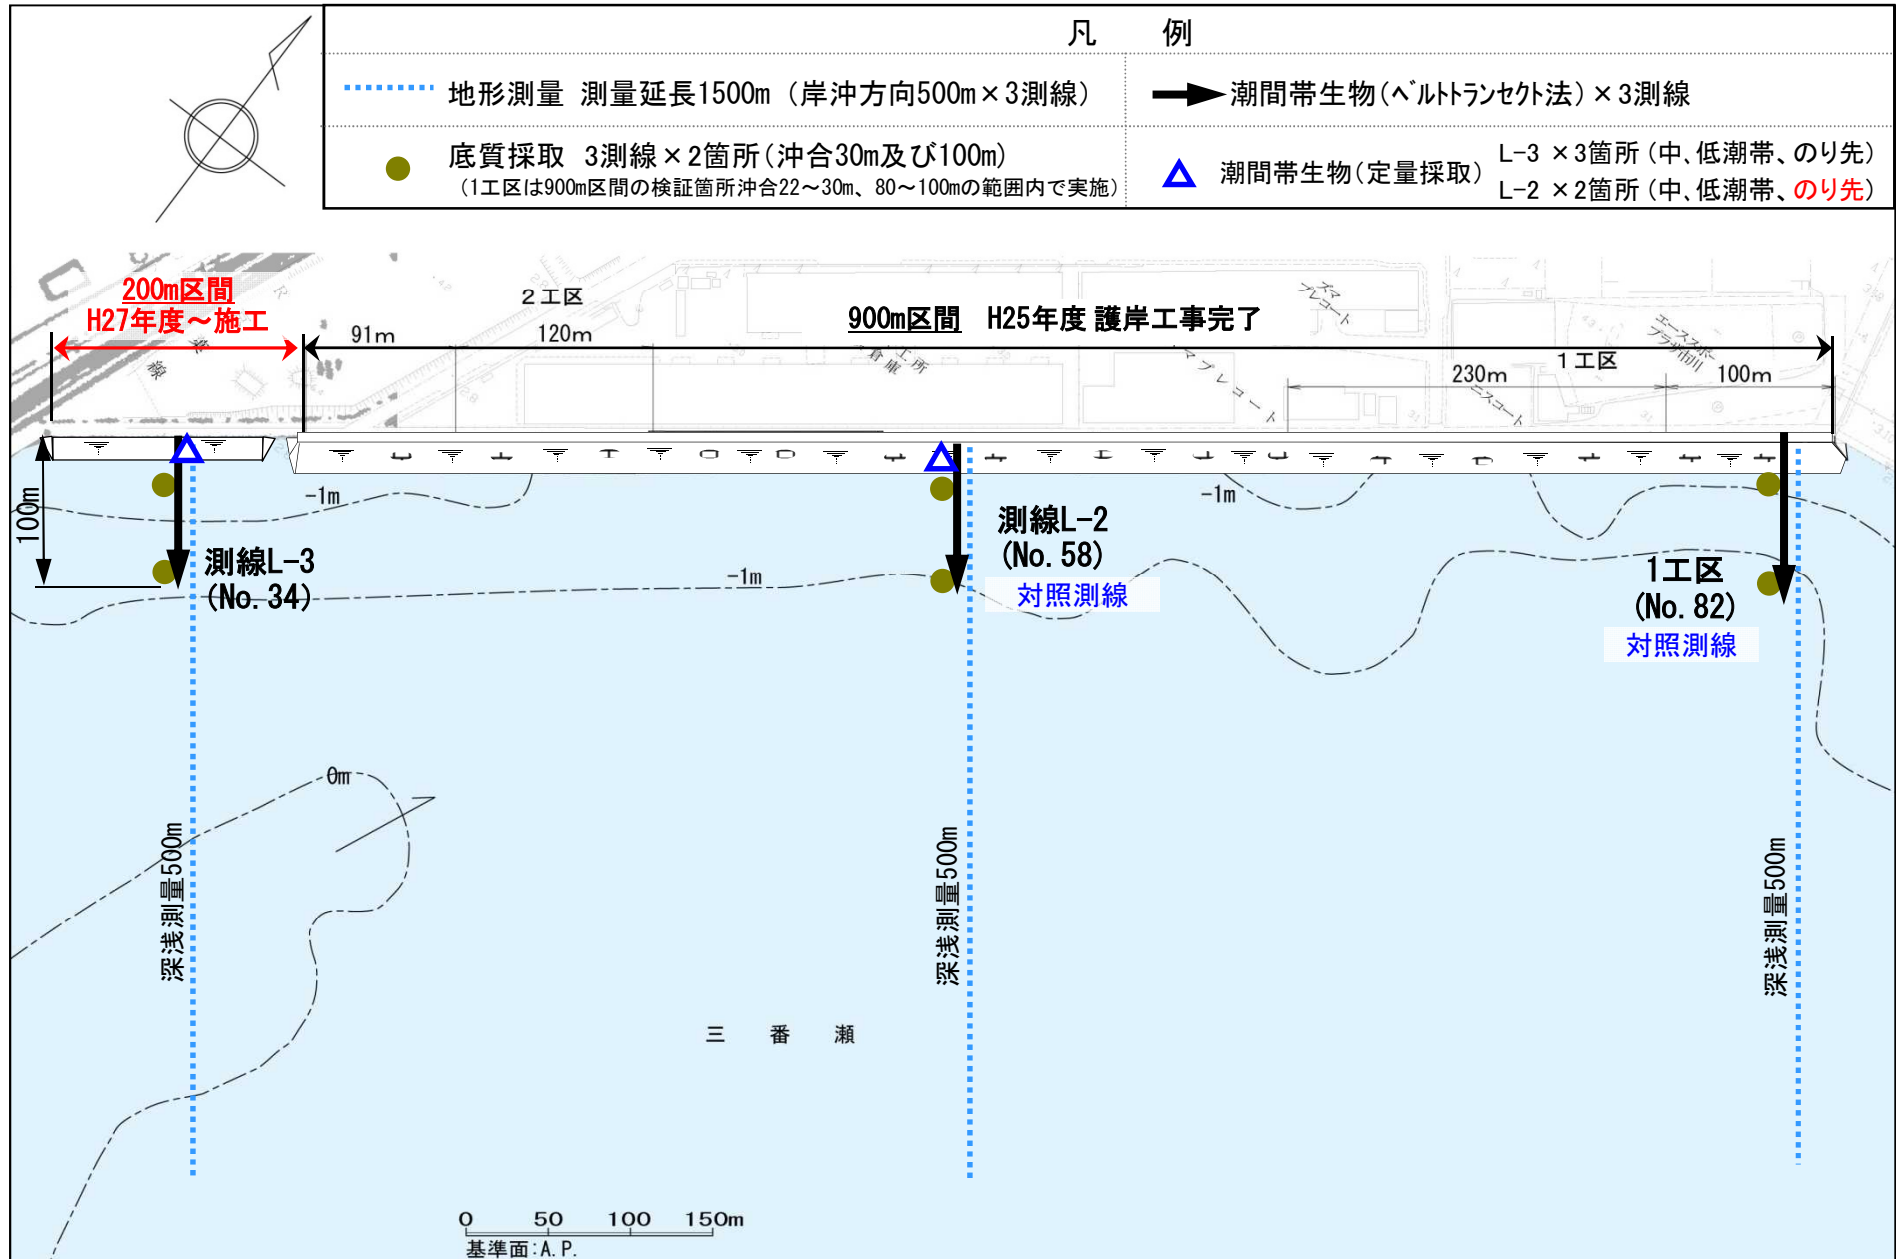 凡 例
地形測量 測量延長1500m（岸沖方向500m×3測線）
潮間帯生物(ベルトトランセクト法)×3測線
底質採取 3測線×2箇所(沖合30m及び100m)
(1工区は900m区間の検証箇所沖合22～30m、80～100mの範囲内で実施)
潮間帯生物(定量採取)
L-3 ×3箇所(中、低潮帯、のり先)
L-2 ×2箇所(中、低潮帯、のり先)
200m区間
H27年度～施工
2工区
900m区間 H25年度 護岸工事完了
91m
120m
1工区
230m
100m
100m
-1m
-1m
-1m
測線L-3
(No.34)
測線L-2
(No.58)
対照測線
1工区
(No.82)
対照測線
0m
深浅測量500m
深浅測量500m
深浅測量500m
三 番 瀬
0 50 100 150m
基準面:A.P.